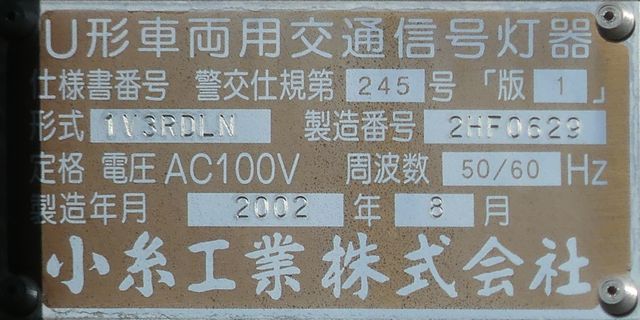 U形車両用交通信号灯器
仕様書番号 警交仕規第 245 号 「版 1 」
形式 1V3RDLN 製造番号 2HF0629
定格 電圧 AC100V 周波数 50/60 Hz
製造年月 2002 年 8 月
小糸工業株式会社